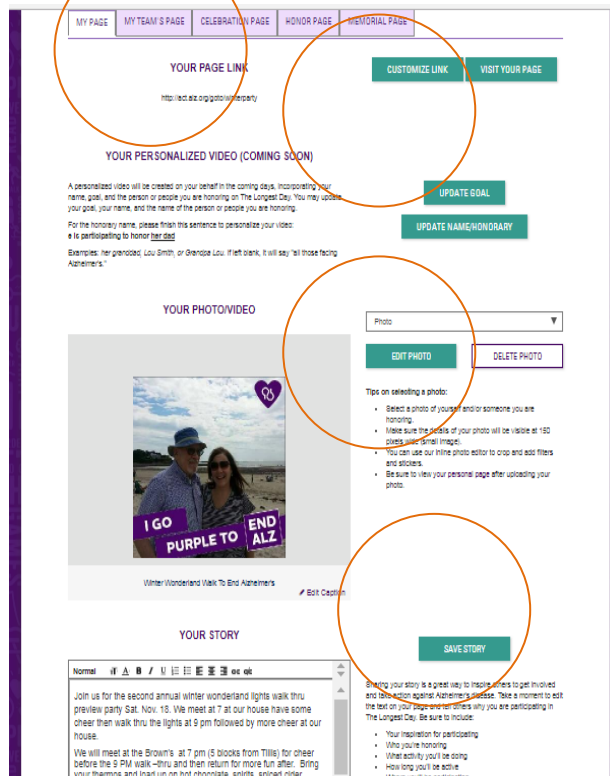 MY PAGE MY TEAM'S PAGE CELEBRATION PAGE HONOR PAGE MEMORIAL PAGE
YOUR PAGE LINK
CUSTOMIZE LINK VISIT YOUR PAGE
http://act.alz.org/goto/winterparty
YOUR PERSONALIZED VIDEO (COMING SOON)
A personalized video will be created on your behalf in the coming days, incorporating your
name, goal, and the person or people you are honoring on The Longest Day. You may update
your goal, your name, and the name of the person or people you are honoring.
For the honorary name, please finish this
sentence to personalize your video:
e is participating to honor her dad
Examples: her granddad, Lou Smith, or Grandpa Lou. If left blank, it will say "all those facing
Alzheimer's."
UPDATE GOAL
UPDATE NAME/HONORARY
YOUR PHOTO/VIDEO
I GO
PURPLE TO
END
ALZ
Winter Wonderland Walk To End Alzheimer's
Edit Caption
Photo
EDIT PHOTO DELETE PHOTO
Tips on selecting a photo:
Select a photo of yourself and/or someone you are
honoring.
Make sure the details of your photo will be visible at 150
pixels wide (small image).
You can use our inline photo editor to crop and add filters
and stickers.
Be sure to view your personal page after uploading your
photo.
YOUR STORY
Normal
Join us for the second annual winter wonderland lights walk thru
preview party Sat. Nov. 18. We meet at 7 at our house have some
cheer then walk thru the lights at 9 pm followed by more cheer at our
house.
We will meet at the Brown's at 7 pm (5 blocks from Tillis) for cheer
before the 9 PM walk –thru and then return for more fun after. Bring
your thermos and load up on hot chocolate, spirits, spiced cider
SAVE STORY
Sharing your story is a great way to inspire others to get involved
and take action against Alzheimer's disease. Take a moment to edit
the text on your page and tell others why you are participating in
The Longest Day. Be sure to include:
Your inspiration for participating
Who you're honoring
What activity you'll be doing
How long you'll be active